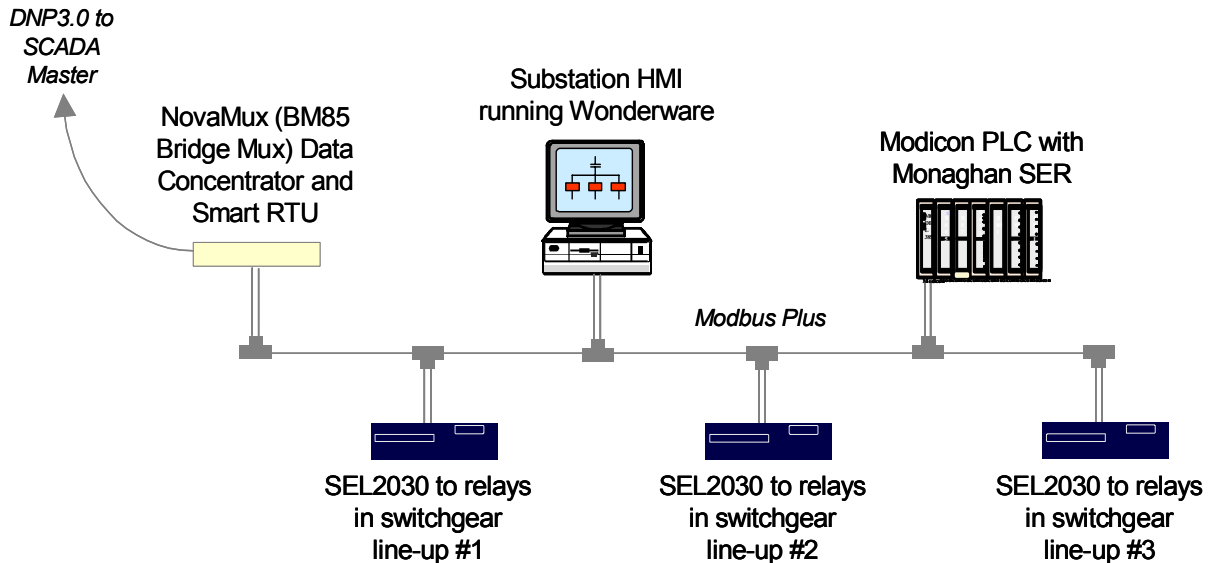 DNP3.0 to
SCADA
Master
NovaMux (BM85
Bridge Mux) Data
Concentrator and
Smart RTU
Substation HMI
running Wonderware
Modicon PLC with
Monaghan SER
Modbus Plus
SEL2030 to relays
in switchgear
line-up #1
SEL2030 to relays
in switchgear
line-up #2
SEL2030 to relays
in switchgear
line-up #3